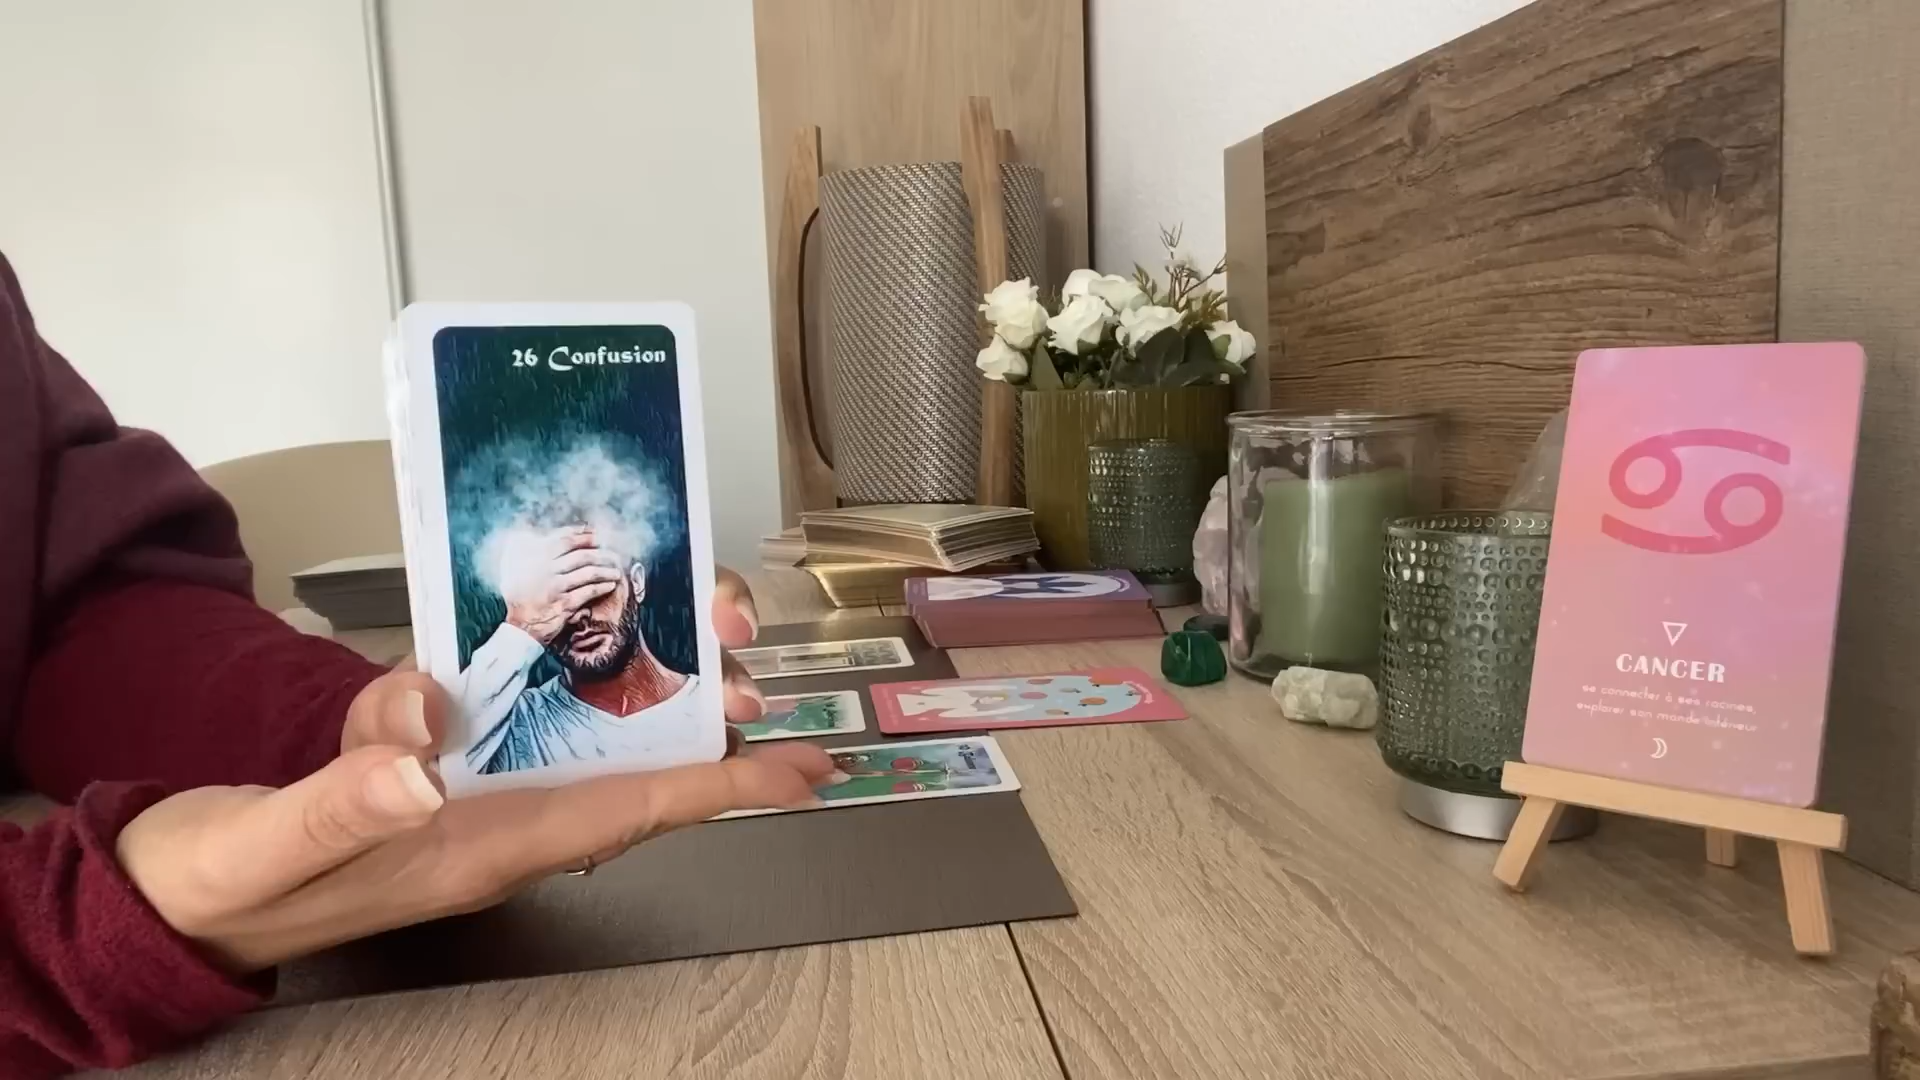 26 Confusion
CANCER
se connecter à ses racines,
explorer son monde intérieur